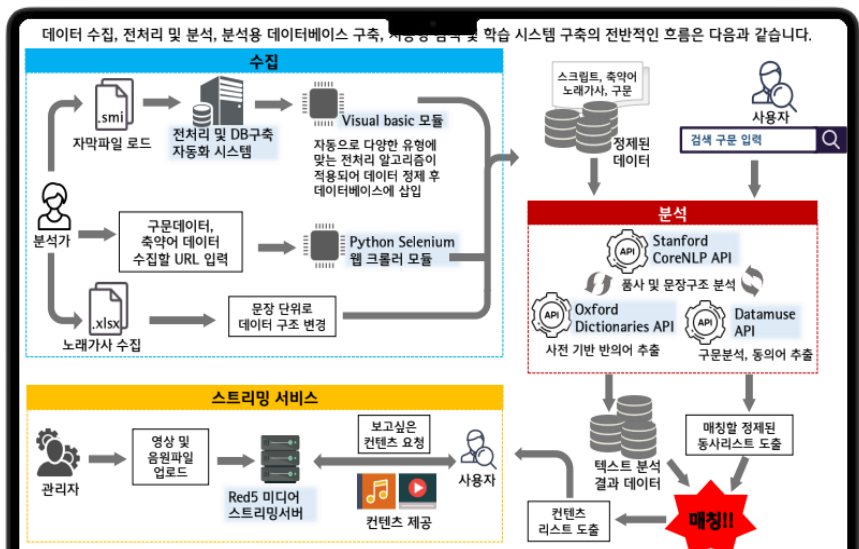 데이터 수집, 전처리 및 분석, 분석용 데이터베이스 구축, 및 학습 시스템 구축의 전반적인 흐름은 다음과 같습니다.
수집
.smi
자막파일 로드
전처리 및 DB구축
자동화 시스템
Visual basic 모듈
자동으로 다양한 유형에
맞는 전처리 알고리즘이
적용되어 데이터 정제 후
데이터베이스에 삽입
분석가
구문데이터,
축약어 데이터
수집할 URL 입력
Python Selenium
웹 크롤러 모듈
.xlsx
노래가사 수집
문장 단위로
데이터 구조 변경
스크립트, 축약어
노래가사, 구문
정제된
데이터
사용자
검색 구문 입력
분석
API
Stanford
CoreNLP API
품사 및 문장구조 분석
API
Oxford
Dictionaries API
사전 기반 반의어 추출
API
Datamuse
API
구문분석, 동의어 추출
텍스트 분석
결과 데이터
매칭할 정제된
동사리스트 도출
매칭!!
컨텐츠
리스트 도출
스트리밍 서비스
관리자
영상 및
음원파일
업로드
Red5 미디어
스트리밍서버
보고싶은
컨텐츠 요청
컨텐츠 제공
사용자